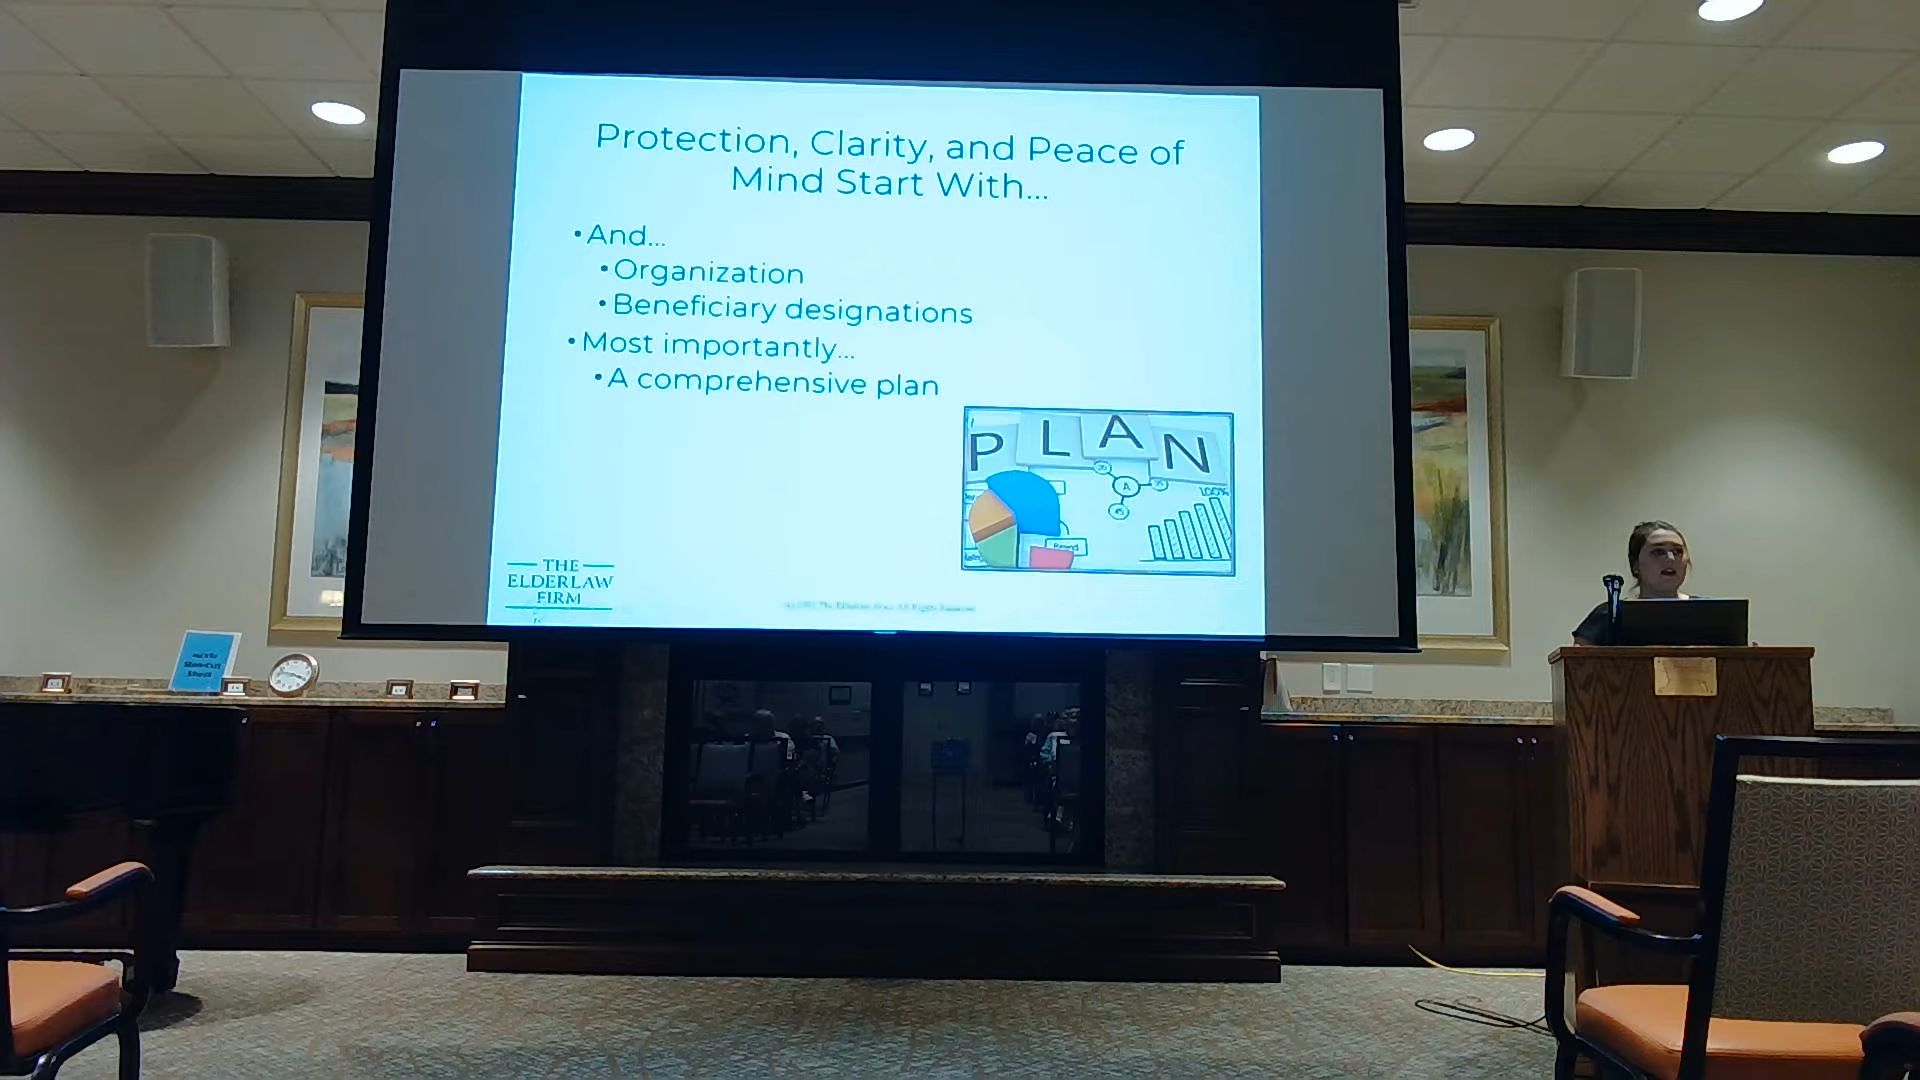 Protection, Clarity, and Peace of
Mind Start With...
•And...
•Organization
•Beneficiary designations
•Most importantly...
•A comprehensive plan
PLAN
A
100%
THE
ELDERLAW
FIRM